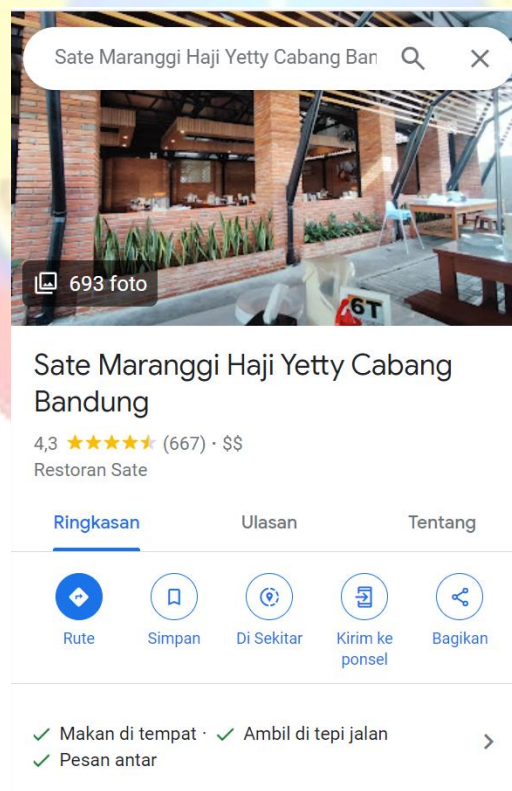 Sate Maranggi Haji Yetty Cabang Ban
693 foto
6T
Sate Maranggi Haji Yetty Cabang
Bandung
4,3 (667) · $$
Restoran Sate
Ringkasan Ulasan Tentang
Rute Simpan Di Sekitar Kirim ke ponsel Bagikan
Makan di tempat · Ambil di tepi jalan
Pesan antar